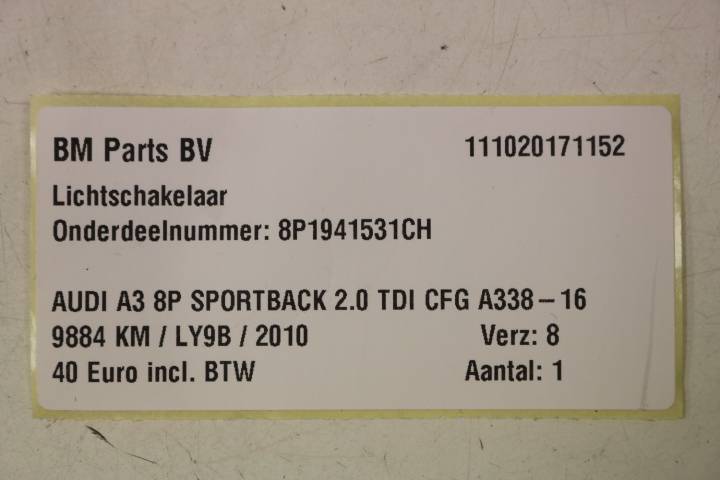 BM Parts BV 111020171152
Lichtschakelaar
Onderdeelnummer: 8P1941531CH
AUDI A3 8P SPORTBACK 2.0 TDI CFG A338 – 16
9884 KM / LY9B / 2010 Verz: 8
40 Euro incl. BTW Aantal: 1